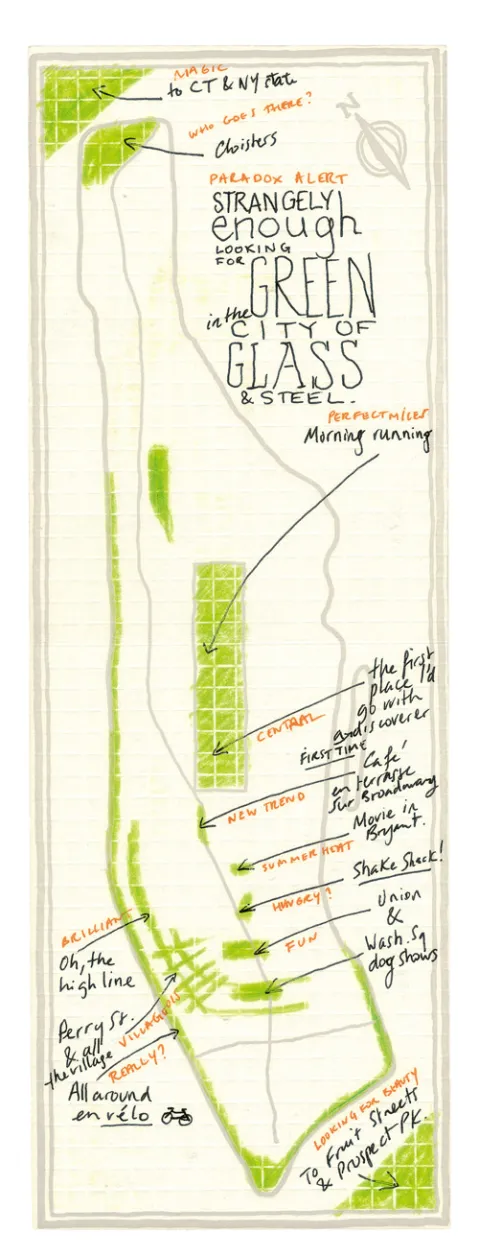 MAGIC
to CT & NY state
WHO GOES THERE?
Cloisters
N
PARADOX ALERT
STRANGELY
enough
LOOKING
FOR
GREEN
in the
CITY OF
GLASS
& STEEL.
PERFECT MILES
Morning running
the first
place I'd
go with
a discoverer
CENTRAL
FIRST TIME
Café
en terrasse
sur Broadway
NEW TREND
Movie in
Bryant.
SUMMER HEAT
Shake Shack!
HUNGRY?
Union
&
Wash. Sq
dog shows
FUN
BRILLIANT
Oh, the
high line
Perry St.
& all
the village
VILLAGEOIS
REALLY?
All around
en vélo
LOOKING FOR BEAUTY
To Fruit Streets
& Prospect PK.